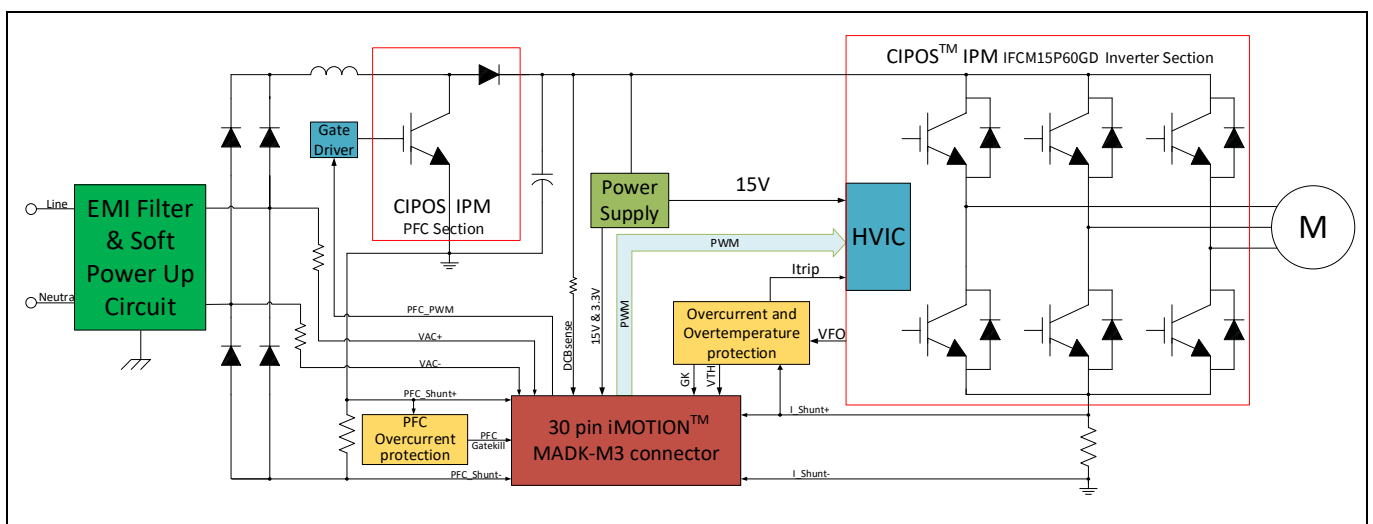 CIPOS™ IPM IFCM15P60GD Inverter Section
Gate
Driver
CIPOS IPM
PFC Section
Line
Neutra
EMI Filter
& Soft
Power Up
Circuit
Power
Supply
15V
HVIC
PWM
Itrip
M
PFC_PWM
VAC+
VAC-
DCBsense
15V & 3.3V
PWM
Overcurrent and
Overtemperature
protection
VFO
GK
VTH
PFC_Shunt+
PFC
Overcurrent
protection
PFC
Gatekill
PFC_Shunt-
30 pin iMOTION™
MADK-M3 connector
I_Shunt+
I_Shunt-